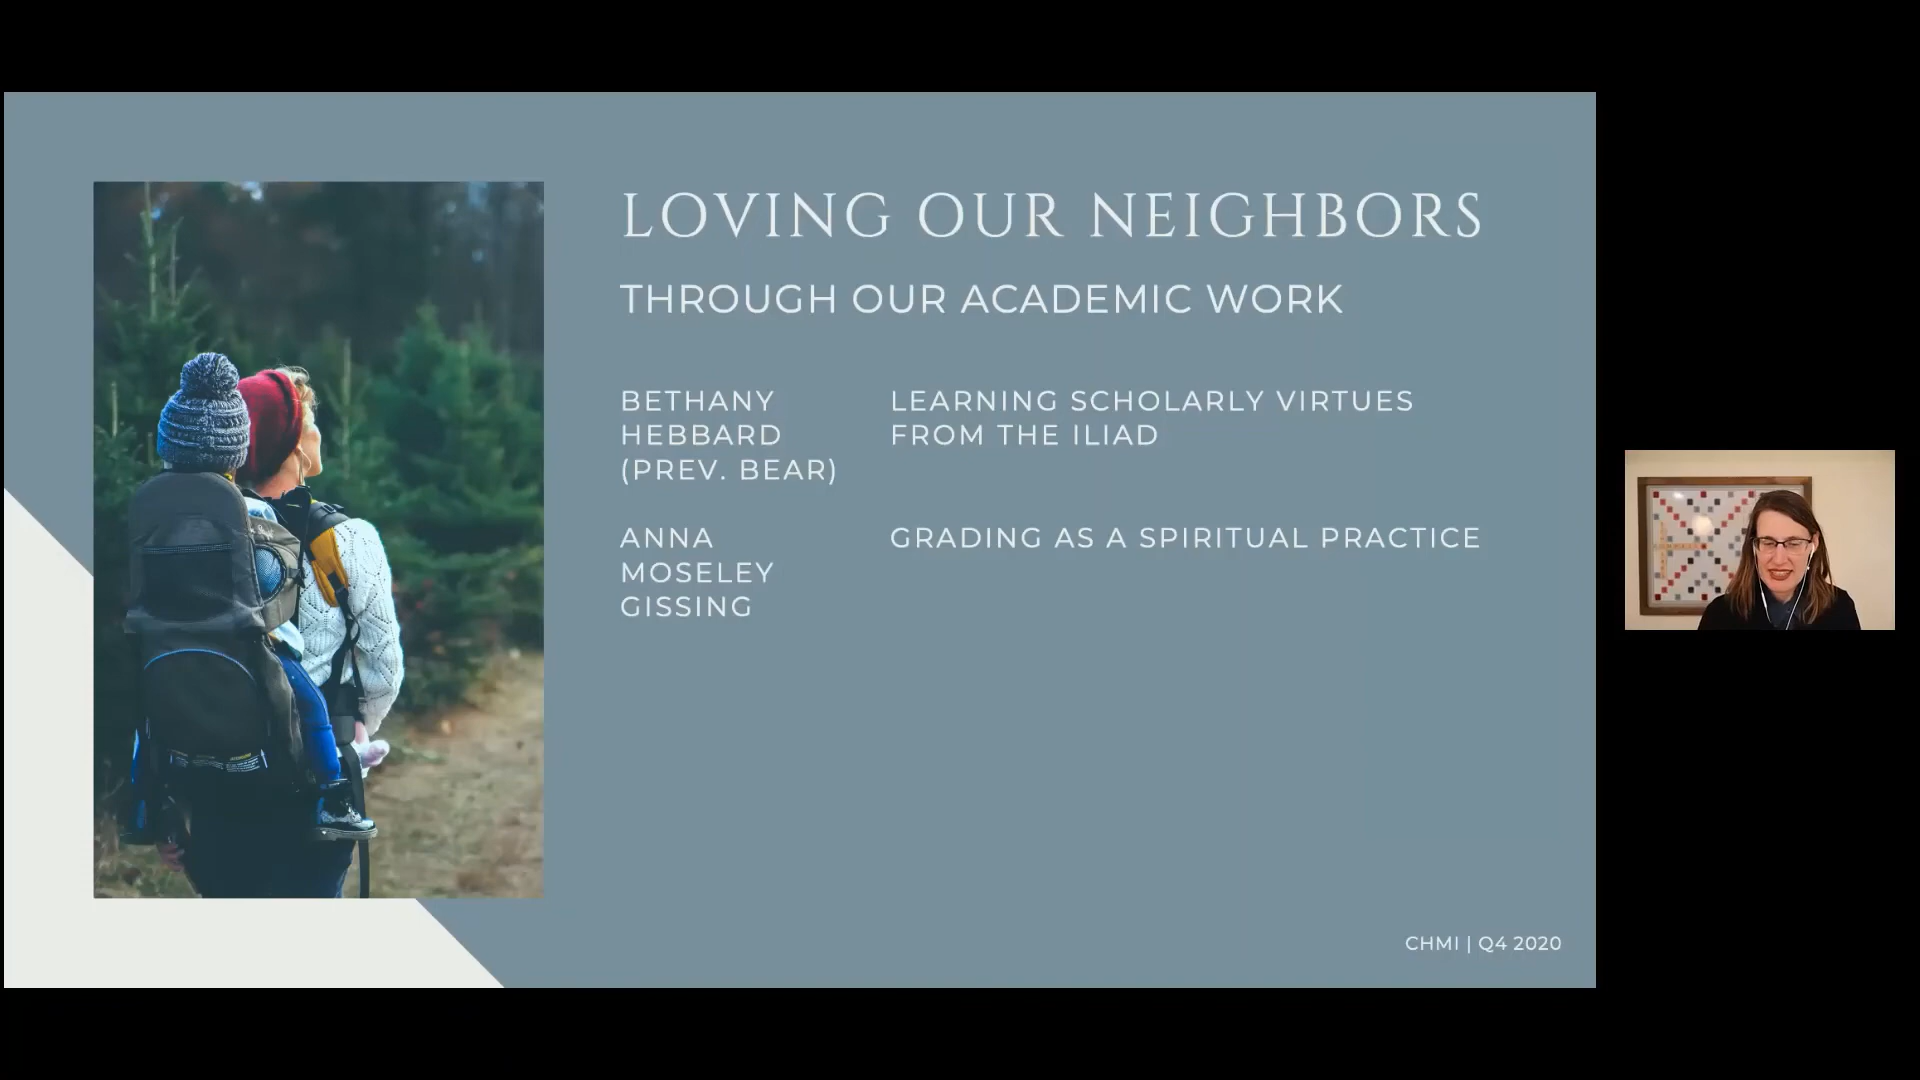 LOVING OUR NEIGHBORS
THROUGH OUR ACADEMIC WORK
BETHANY
HEBBARD
(PREV. BEAR)
LEARNING SCHOLARLY VIRTUES
FROM THE ILIAD
ANNA
MOSELEY
GISSING
GRADING AS A SPIRITUAL PRACTICE
CHMI | Q4 2020